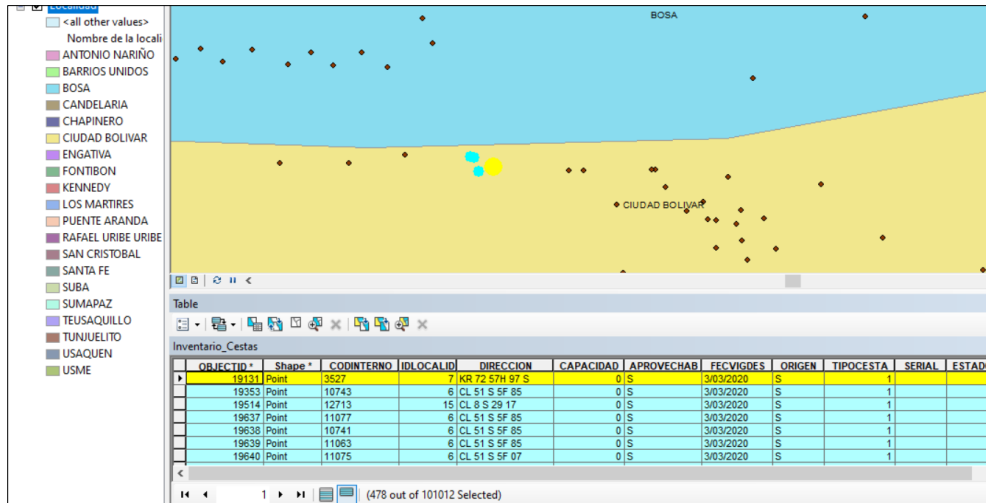 Localidad
<all other values>
Nombre de la locali
ANTONIO NARIÑO
BARRIOS UNIDOS
BOSA
CANDELARIA
CHAPINERO
CIUDAD BOLIVAR
ENGATIVA
FONTIBON
KENNEDY
LOS MARTIRES
PUENTE ARANDA
RAFAEL URIBE URIBE
SAN CRISTOBAL
SANTA FE
SUBA
SUMAPAZ
TEUSAQUILLO
TUNJUELITO
USAQUEN
USME
BOSA
CIUDAD BOLIVAR
Table
Inventario_Cestas
OBJECTID * Shape * CODINTERNO IDLOCALID DIRECCION CAPACIDAD APROVECHAB FECVIGDES ORIGEN TIPOCESTA SERIAL ESTADO
19131 Point 3527 7 KR 72 57H 97 S 0 S 3/03/2020 S 1
19353 Point 10743 6 CL 51 S 5F 85 0 S 3/03/2020 S 1
19514 Point 12713 15 CL 8 S 29 17 0 S 3/03/2020 S 1
19637 Point 11077 6 CL 51 S 5F 85 0 S 3/03/2020 S 1
19638 Point 10741 6 CL 51 S 5F 85 0 S 3/03/2020 S 1
19639 Point 11063 6 CL 51 S 5F 85 0 S 3/03/2020 S 1
19640 Point 11075 6 CL 51 S 5F 07 0 S 3/03/2020 S 1
1 (478 out of 101012 Selected)